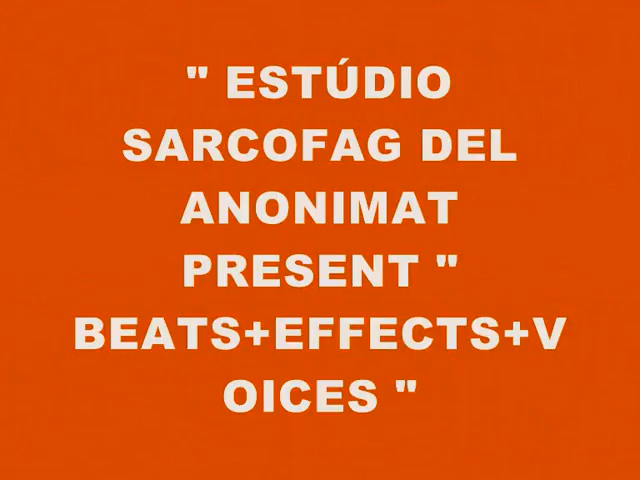 " ESTÚDIO
SARCOFAG DEL
ANONIMAT
PRESENT "
BEATS+EFFECTS+V
OICES "